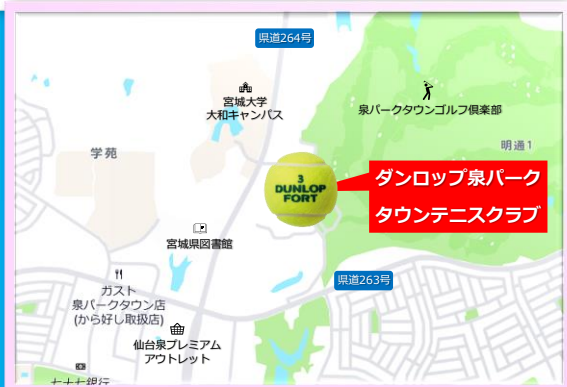 県道264号
宮城大学
大和キャンパス
泉パークタウンゴルフ倶楽部
明通1
学苑
3
DUNLOP
FORT
ダンロップ泉パーク
タウンテニスクラブ
宮城県図書館
県道263号
ガスト
泉パークタウン店
(から好し取扱店)
仙台泉プレミアム
アウトレット
七十七銀行